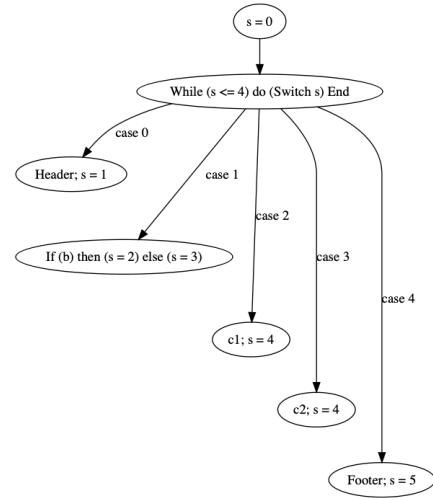 s = 0
While (s <= 4) do (Switch s) End
case 0
Header; s = 1
case 1
If (b) then (s = 2) else (s = 3)
case 2
c1; s = 4
case 3
c2; s = 4
case 4
Footer; s = 5